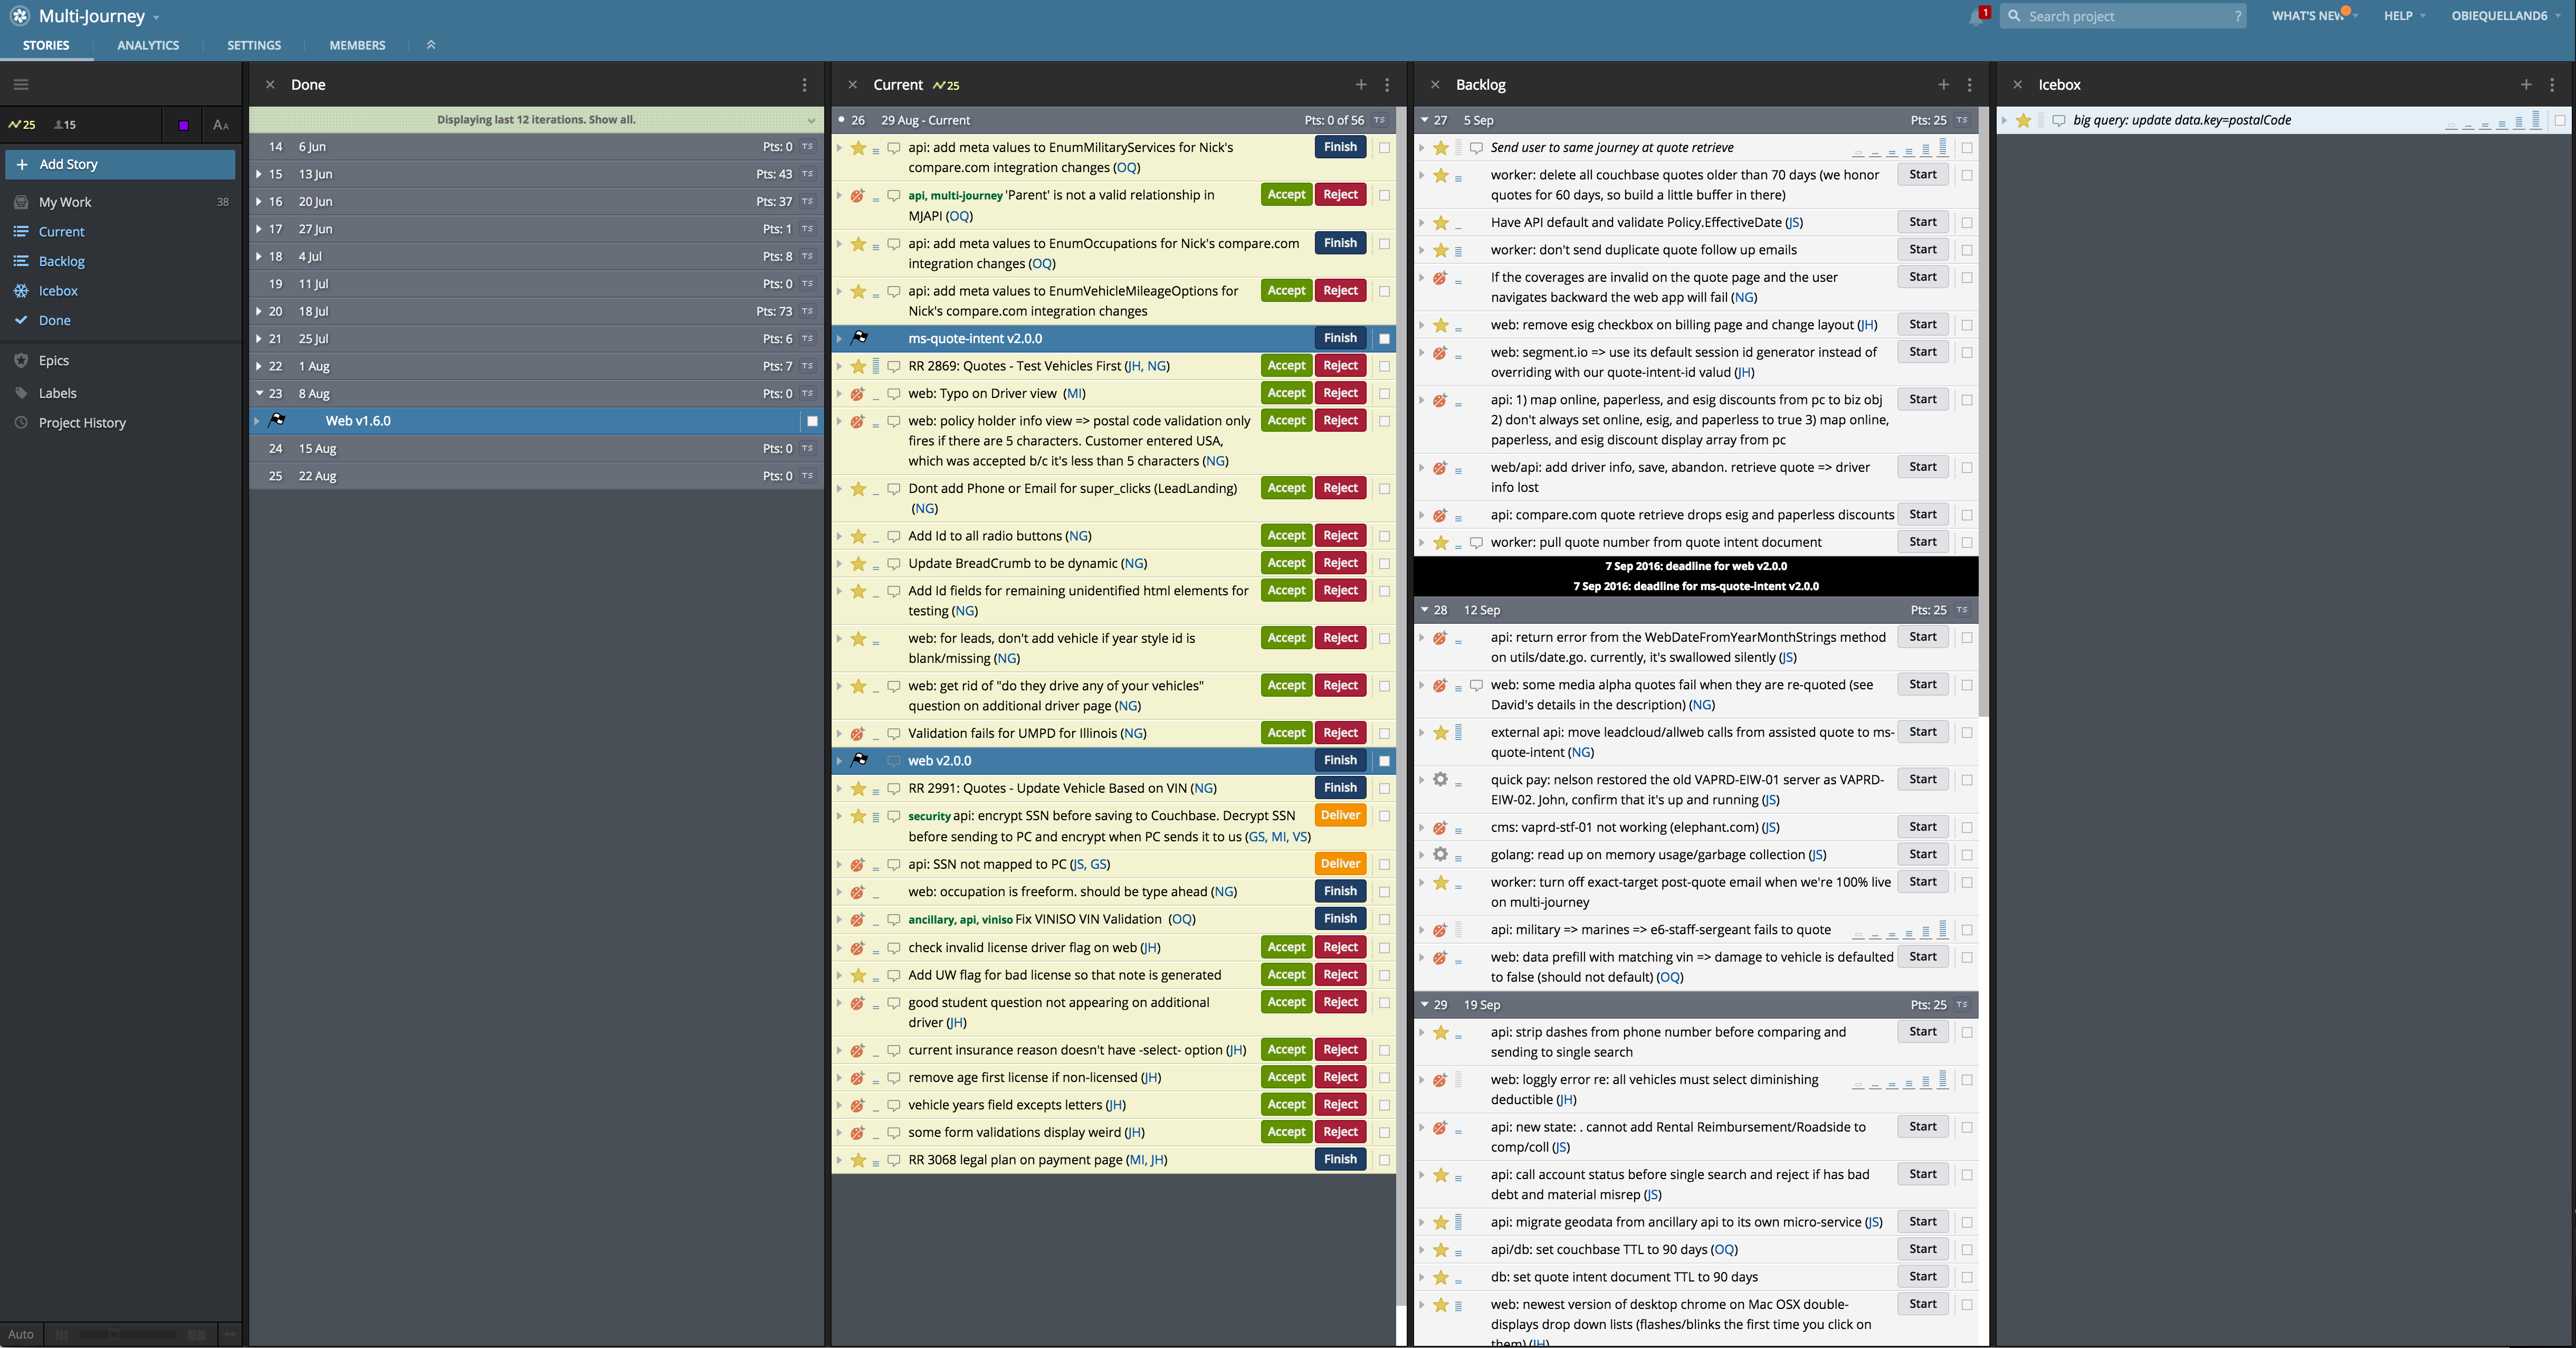 Multi-Journey
1
Search project
?
WHAT'S NEW
HELP
OBIEQUELLAND6
STORIES
ANALYTICS
SETTINGS
MEMBERS
25
15
AA
+ Add Story
My Work 38
Current
Backlog
Icebox
Done
Epics
Labels
Project History
Auto
Done
Displaying last 12 iterations. Show all.
14 6 Jun Pts: 0 TS
15 13 Jun Pts: 43 TS
16 20 Jun Pts: 37 TS
17 27 Jun Pts: 1 TS
18 4 Jul Pts: 8 TS
19 11 Jul Pts: 0 TS
20 18 Jul Pts: 73 TS
21 25 Jul Pts: 6 TS
22 1 Aug Pts: 7 TS
23 8 Aug Pts: 0 TS
Web v1.6.0
24 15 Aug Pts: 0 TS
25 22 Aug Pts: 0 TS
Current 25
26 29 Aug - Current Pts: 0 of 56 TS
api: add meta values to EnumMilitaryServices for Nick's Finish
compare.com integration changes (OQ)
api, multi-journey 'Parent' is not a valid relationship in Accept Reject
MJAPI (OQ)
api: add meta values to EnumOccupations for Nick's compare.com Finish
integration changes (OQ)
api: add meta values to EnumVehicleMileageOptions for Accept Reject
Nick's compare.com integration changes
ms-quote-intent v2.0.0 Finish
RR 2869: Quotes - Test Vehicles First (JH, NG) Accept Reject
web: Typo on Driver view (MI) Accept Reject
web: policy holder info view => postal code validation only Accept Reject
fires if there are 5 characters. Customer entered USA,
which was accepted b/c it's less than 5 characters (NG)
Dont add Phone or Email for super_clicks (LeadLanding) Accept Reject
(NG)
Add Id to all radio buttons (NG) Accept Reject
Update BreadCrumb to be dynamic (NG) Accept Reject
Add Id fields for remaining unidentified html elements for Accept Reject
testing (NG)
web: for leads, don't add vehicle if year style id is Accept Reject
blank/missing (NG)
web: get rid of "do they drive any of your vehicles" Accept Reject
question on additional driver page (NG)
Validation fails for UMPD for Illinois (NG) Accept Reject
web v2.0.0 Finish
RR 2991: Quotes - Update Vehicle Based on VIN (NG) Finish
security api: encrypt SSN before saving to Couchbase. Decrypt SSN Deliver
before sending to PC and encrypt when PC sends it to us (GS, MI, VS)
api: SSN not mapped to PC (JS, GS) Deliver
web: occupation is freeform. should be type ahead (NG) Finish
ancillary, api, viniso Fix VINISO VIN Validation (OQ) Finish
check invalid license driver flag on web (JH) Accept Reject
Add UW flag for bad license so that note is generated Accept Reject
good student question not appearing on additional Accept Reject
driver (JH)
current insurance reason doesn't have -select- option (JH) Accept Reject
remove age first license if non-licensed (JH) Accept Reject
vehicle years field excepts letters (JH) Accept Reject
some form validations display weird (JH) Accept Reject
RR 3068 legal plan on payment page (MI, JH) Finish
Backlog
27 5 Sep Pts: 25 TS
Send user to same journey at quote retrieve
worker: delete all couchbase quotes older than 70 days (we honor Start
quotes for 60 days, so build a little buffer in there)
Have API default and validate Policy.EffectiveDate (JS) Start
worker: don't send duplicate quote follow up emails Start
If the coverages are invalid on the quote page and the user Start
navigates backward the web app will fail (NG)
web: remove esig checkbox on billing page and change layout (JH) Start
web: segment.io => use its default session id generator instead of Start
overriding with our quote-intent-id valud (JH)
api: 1) map online, paperless, and esig discounts from pc to biz obj Start
2) don't always set online, esig, and paperless to true 3) map online,
paperless, and esig discount display array from pc
web/api: add driver info, save, abandon. retrieve quote => driver Start
info lost
api: compare.com quote retrieve drops esig and paperless discounts Start
worker: pull quote number from quote intent document Start
7 Sep 2016: deadline for web v2.0.0
7 Sep 2016: deadline for ms-quote-intent v2.0.0
28 12 Sep Pts: 25 TS
api: return error from the WebDateFromYearMonthStrings method Start
on utils/date.go. currently, it's swallowed silently (JS)
web: some media alpha quotes fail when they are re-quoted (see Start
David's details in the description) (NG)
external api: move leadcloud/allweb calls from assisted quote to ms- Start
quote-intent (NG)
quick pay: nelson restored the old VAPRD-EIW-01 server as VAPRD- Start
EIW-02. John, confirm that it's up and running (JS)
cms: vaprd-stf-01 not working (elephant.com) (JS) Start
golang: read up on memory usage/garbage collection (JS) Start
worker: turn off exact-target post-quote email when we're 100% live Start
on multi-journey
api: military => marines => e6-staff-sergeant fails to quote
web: data prefill with matching vin => damage to vehicle is defaulted Start
to false (should not default) (OQ)
29 19 Sep Pts: 25 TS
api: strip dashes from phone number before comparing and Start
sending to single search
web: loggly error re: all vehicles must select diminishing
deductible (JH)
api: new state: . cannot add Rental Reimbursement/Roadside to Start
comp/coll (JS)
api: call account status before single search and reject if has bad Start
debt and material misrep (JS)
api: migrate geodata from ancillary api to its own micro-service (JS) Start
api/db: set couchbase TTL to 90 days (OQ) Start
db: set quote intent document TTL to 90 days Start
web: newest version of desktop chrome on Mac OSX double- Start
displays drop down lists (flashes/blinks the first time you click on
them) (JH)
Icebox
big query: update data.key=postalCode